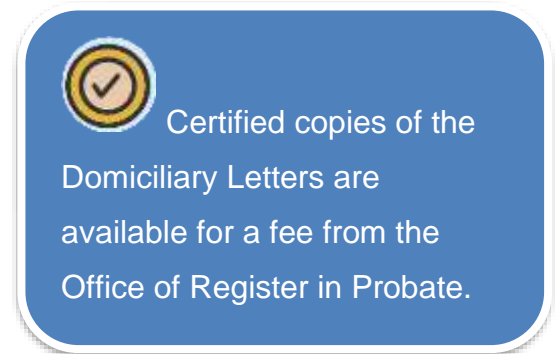 Certified copies of the
Domiciliary Letters are
available for a fee from the
Office of Register in Probate.